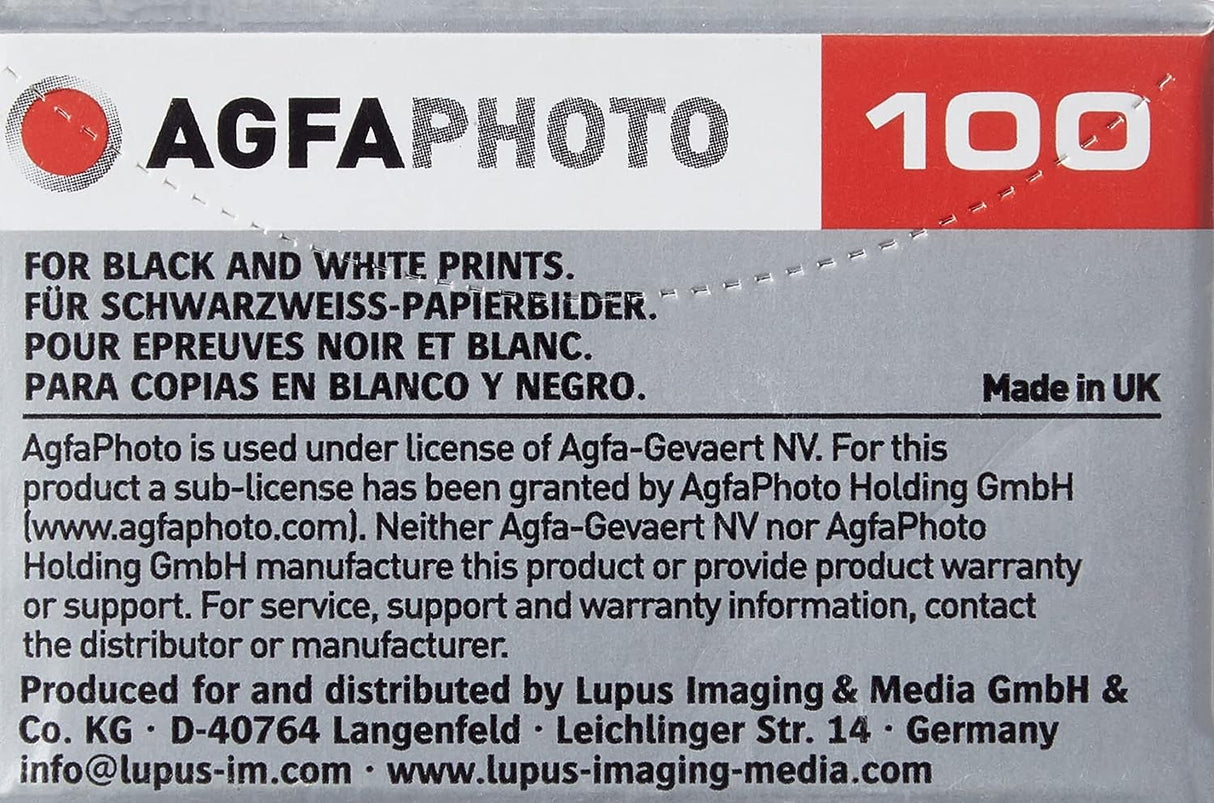 AGFAPHOTO 100
FOR BLACK AND WHITE PRINTS.
FÜR SCHWARZWEISS-PAPIERBILDER.
POUR EPREUVES NOIR ET BLANC.
PARA COPIAS EN BLANCO Y NEGRO. Made in UK
AgfaPhoto is used under license of Agfa-Gevaert NV. For this
product a sub-license has been granted by AgfaPhoto Holding GmbH
(www.agfaphoto.com). Neither Agfa-Gevaert NV nor AgfaPhoto
Holding GmbH manufacture this product or provide product warranty
or support. For service, support and warranty information, contact
the distributor or manufacturer.
Produced for and distributed by Lupus Imaging & Media GmbH &
Co. KG · D-40764 Langenfeld · Leichlinger Str. 14 · Germany
info@lupus-im.com · www.lupus-imaging-media.com